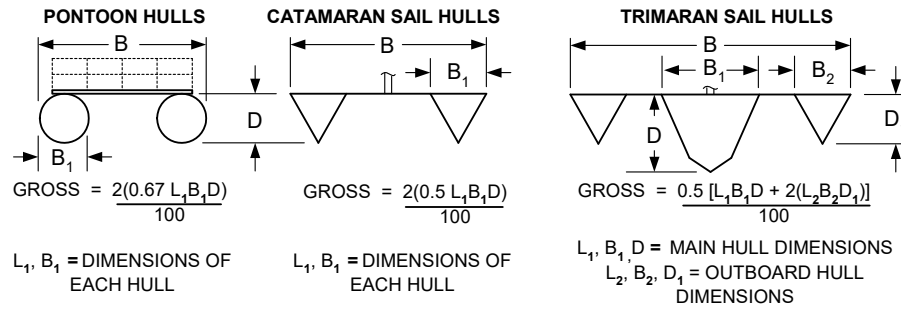 PONTOON HULLS
B
D
B₁
GROSS = 2(0.67 L₁B₁D)
100
L₁, B₁ = DIMENSIONS OF
EACH HULL
CATAMARAN SAIL HULLS
B
B₁
GROSS = 2(0.5 L₁B₁D)
100
L₁, B₁ = DIMENSIONS OF
EACH HULL
TRIMARAN SAIL HULLS
B
B₁
B₂
D
D
GROSS = 0.5 [L₁B₁D + 2(L₂B₂D₁)]
100
L₁, B₁, D = MAIN HULL DIMENSIONS
L₂, B₂, D₁ = OUTBOARD HULL
DIMENSIONS